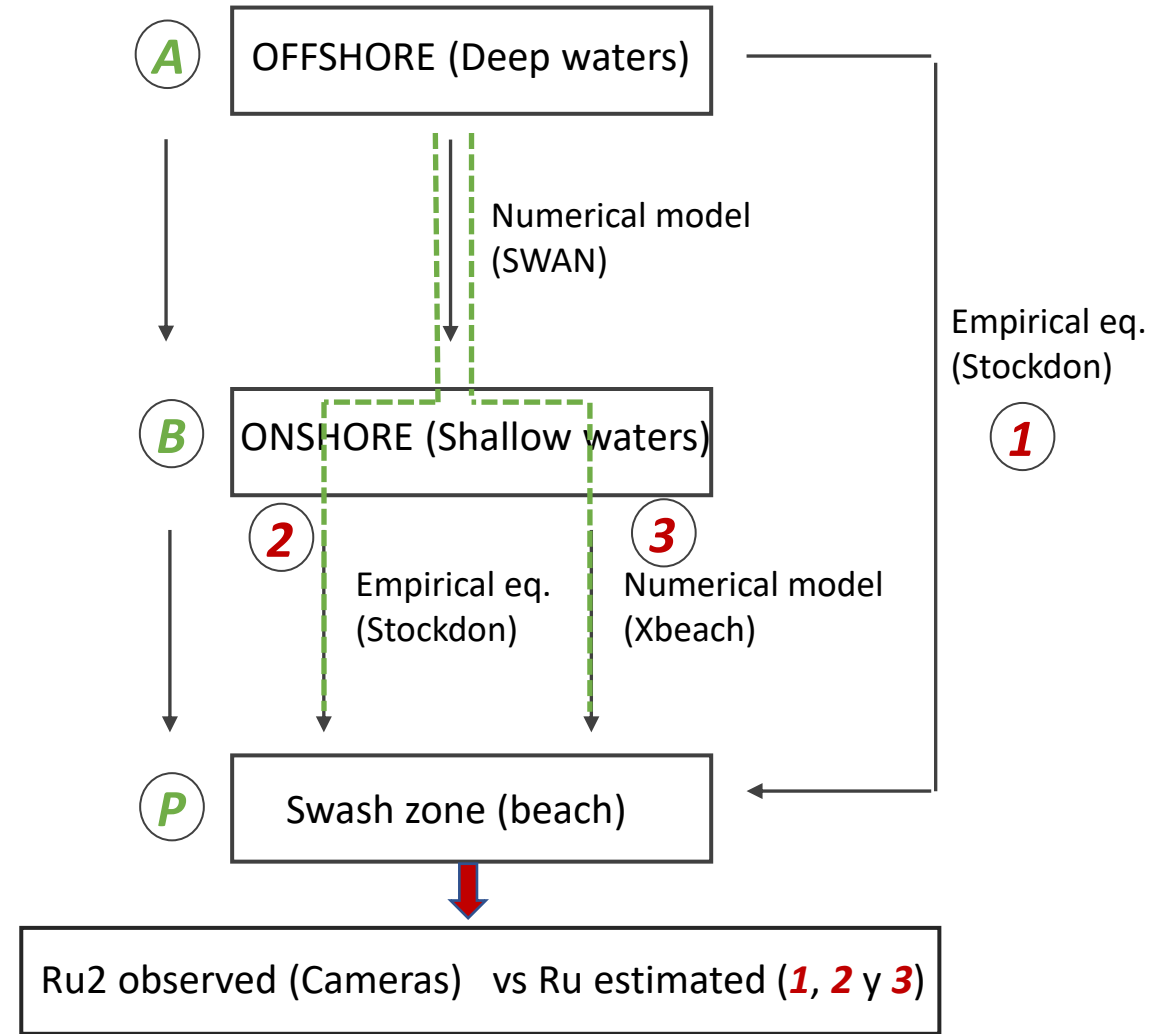 A
OFFSHORE (Deep waters)
Numerical model
(SWAN)
Empirical eq.
(Stockdon)
1
B
ONSHORE (Shallow waters)
2
3
Empirical eq.
(Stockdon)
Numerical model
(Xbeach)
P
Swash zone (beach)
Ru2 observed (Cameras) vs Ru estimated (1, 2 y 3)